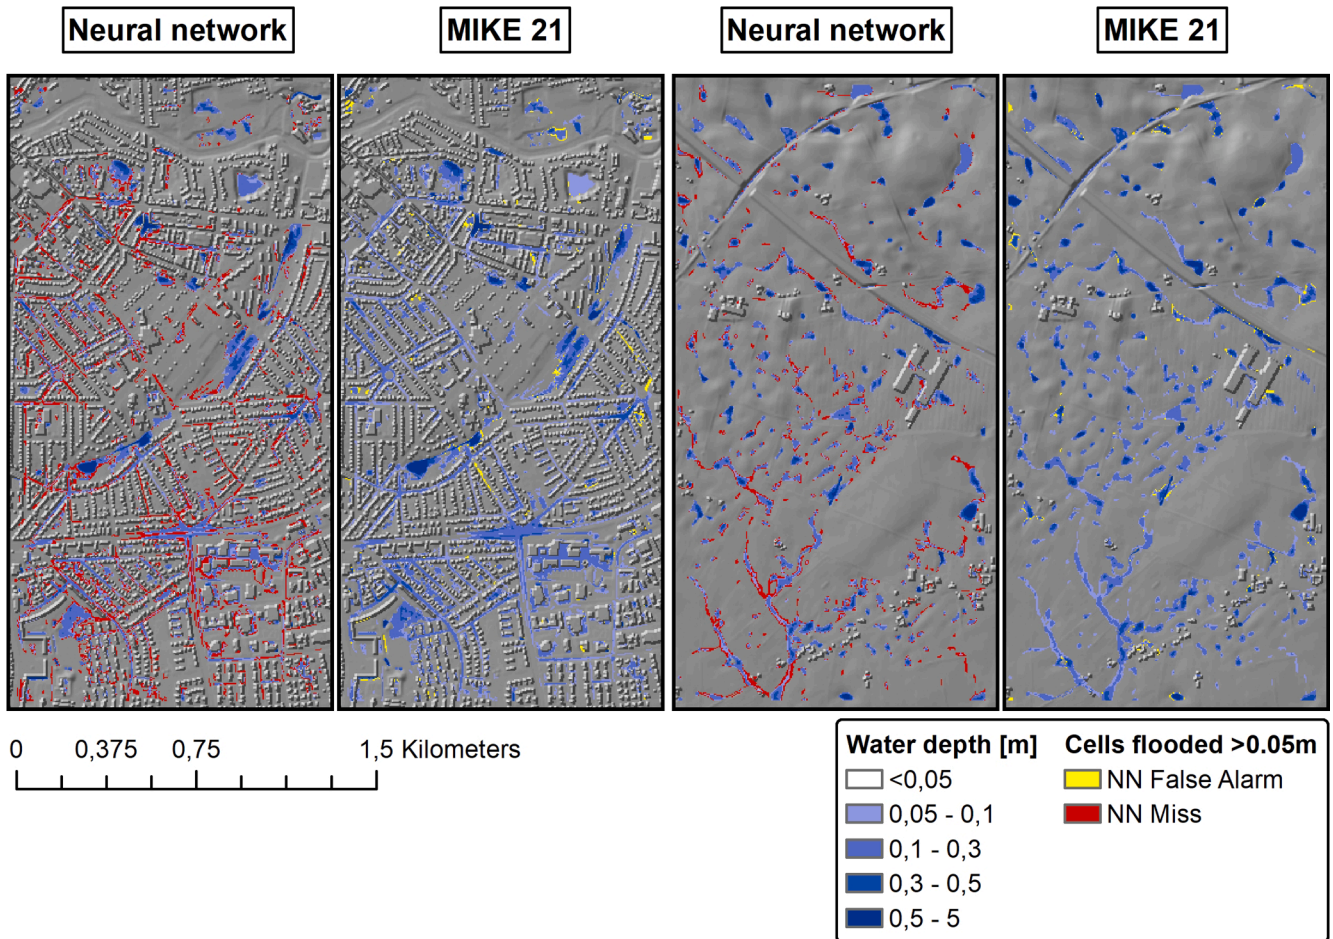 Neural network
MIKE 21
Neural network
MIKE 21
0 0,375 0,75 1,5 Kilometers
Water depth [m]
<0,05
0,05 - 0,1
0,1 - 0,3
0,3 - 0,5
0,5 - 5
Cells flooded >0.05m
NN False Alarm
NN Miss